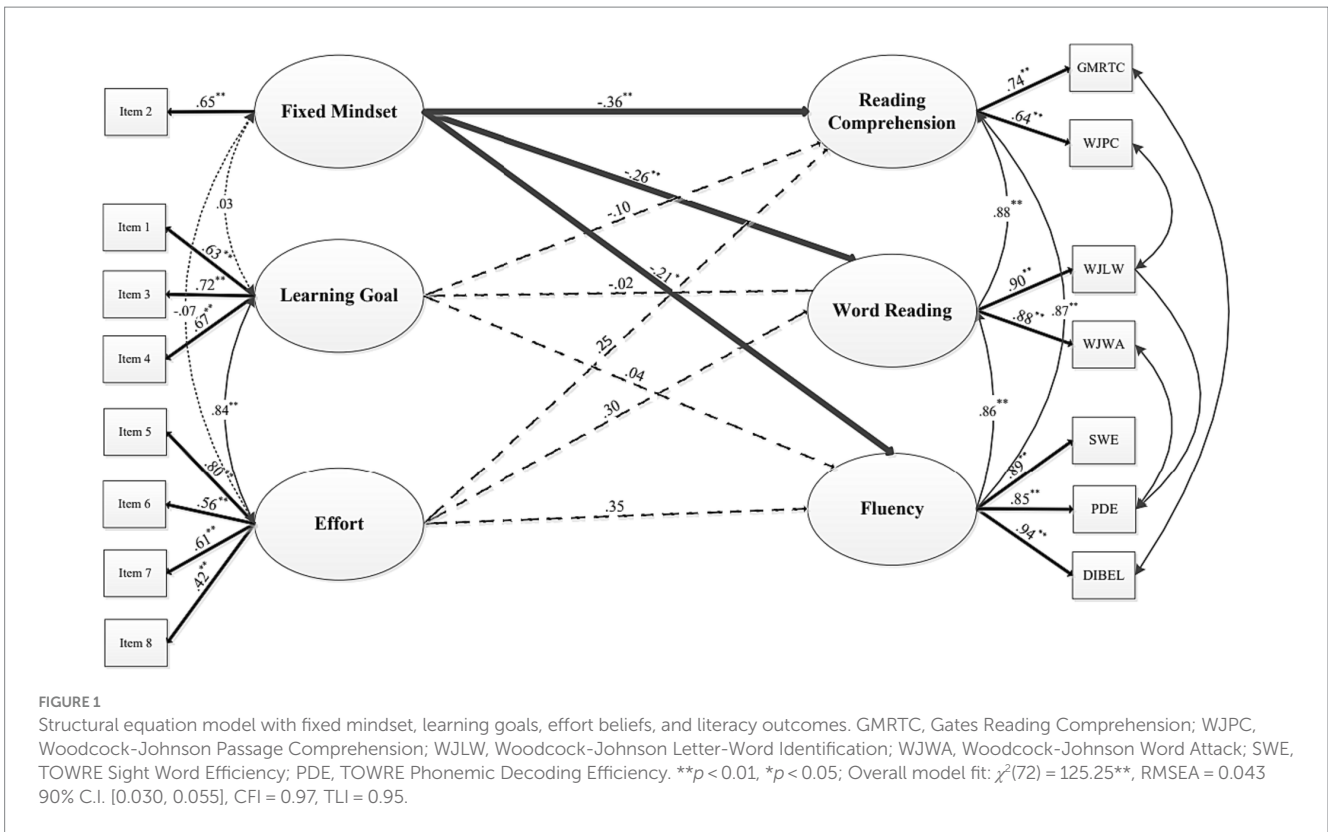 Fixed Mindset
Learning Goal
Effort
Reading
Comprehension
Word Reading
Fluency
Item 2
Item 1
Item 3
Item 4
Item 5
Item 6
Item 7
Item 8
GMRTC
WJPC
WJLW
WJWA
SWE
PDE
DIBEL
.65**
.03
.63**
.72**
-.07
.67**
.84**
.80**
.56**
.61**
.42**
-.36**
-.26**
-.10
-.21*
-.02
.25
.04
.30
.35
.74**
.64**
.88**
.90**
.87**
.88**
.86**
.89**
.85**
.94**
FIGURE 1
Structural equation model with fixed mindset, learning goals, effort beliefs, and literacy outcomes. GMRTC, Gates Reading Comprehension; WJPC,
Woodcock-Johnson Passage Comprehension; WJLW, Woodcock-Johnson Letter-Word Identification; WJWA, Woodcock-Johnson Word Attack; SWE,
TOWRE Sight Word Efficiency; PDE, TOWRE Phonemic Decoding Efficiency. **p < 0.01, *p < 0.05; Overall model fit: χ²(72) = 125.25**, RMSEA = 0.043
90% C.I. [0.030, 0.055], CFI = 0.97, TLI = 0.95.